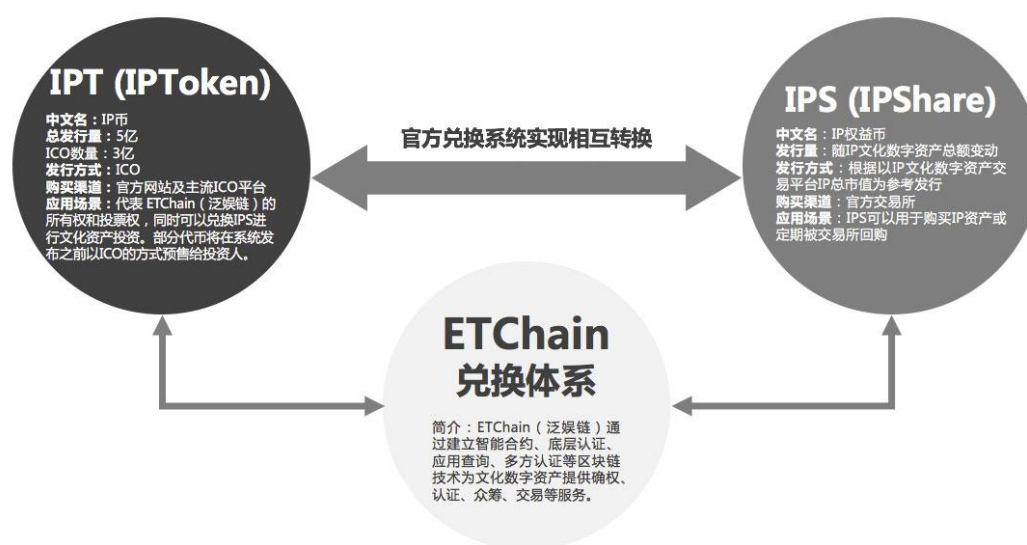 IPT (IPToken)
中文名：IP币
总发行量：5亿
ICO数量：3亿
发行方式：ICO
购买渠道：官方网站及主流ICO平台
应用场景：代表 ETChain（泛娱链）的
所有权和投票权，同时可以兑换IPS进
行文化资产投资。部分代币将在系统发
布之前以ICO的方式预售给投资人。
官方兑换系统实现相互转换
IPS (IPShare)
中文名：IP权益币
发行量：随IP文化数字资产总额变动
发行方式：根据以IP文化数字资产交
易平台IP总市值为参考发行
购买渠道：官方交易所
应用场景：IPS可以用于购买IP资产或
定期被交易所回购
ETChain
兑换体系
简介：ETChain（泛娱链）通
过建立智能合约、底层认证、
应用查询、多方认证等区块链
技术为文化数字资产提供确权、
认证、众筹、交易等服务。